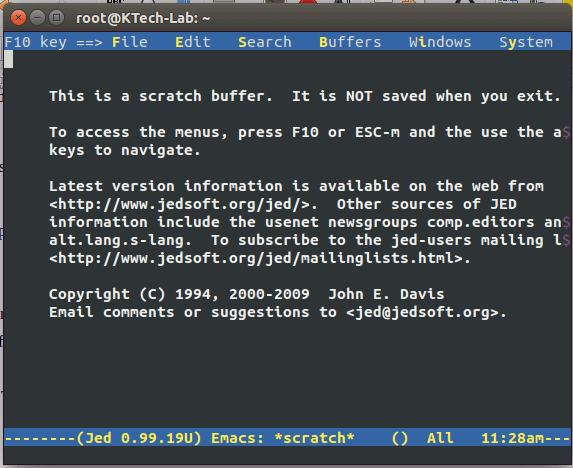 root@KTech-Lab: ~
F10 key ==> File Edit Search Buffers Windows System
This is a scratch buffer. It is NOT saved when you exit.
To access the menus, press F10 or ESC-m and the use the a$
keys to navigate.
Latest version information is available on the web from
<http://www.jedsoft.org/jed/>. Other sources of JED
information include the usenet newsgroups comp.editors an$
alt.lang.s-lang. To subscribe to the jed-users mailing l$
<http://www.jedsoft.org/jed/mailinglists.html>.
Copyright (C) 1994, 2000-2009 John E. Davis
Email comments or suggestions to <jed@jedsoft.org>.
--------(Jed 0.99.19U) Emacs: *scratch* () All 11:28am---